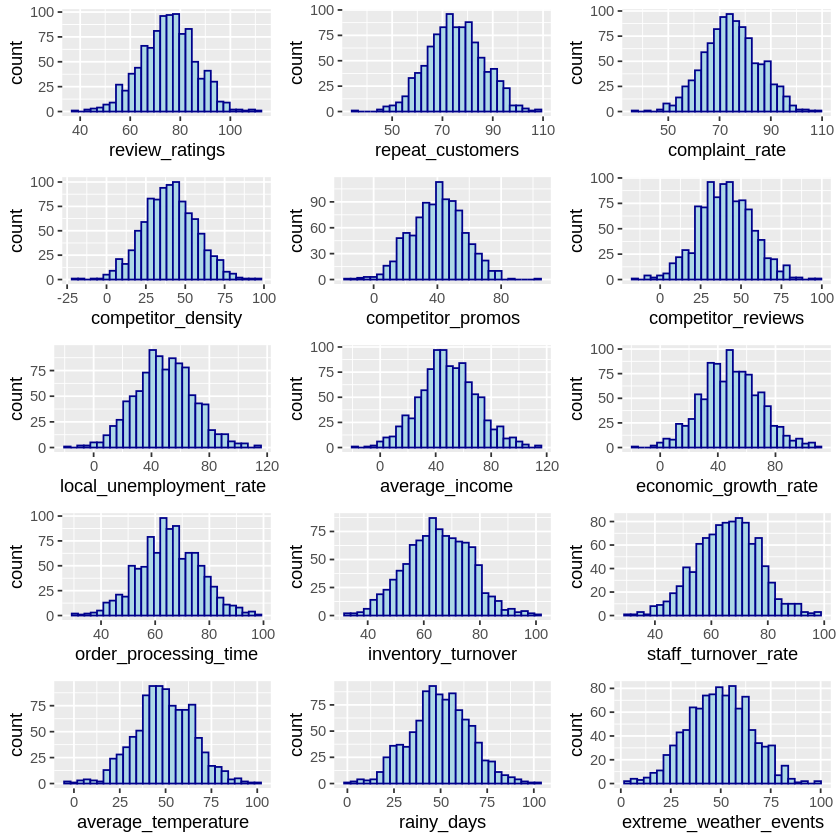 100
75
50
25
0
count
40 60 80 100
review_ratings
100
75
50
25
0
count
50 70 90 110
repeat_customers
100
75
50
25
0
count
50 70 90 110
complaint_rate
100
75
50
25
0
count
-25 0 25 50 75 100
competitor_density
90
60
30
0
count
0 40 80
competitor_promos
100
75
50
25
0
count
0 25 50 75 100
competitor_reviews
75
50
25
0
count
0 40 80 120
local_unemployment_rate
100
75
50
25
0
count
0 40 80 120
average_income
100
75
50
25
0
count
0 40 80
economic_growth_rate
100
75
50
25
0
count
40 60 80 100
order_processing_time
75
50
25
0
count
40 60 80 100
inventory_turnover
80
60
40
20
0
count
40 60 80 100
staff_turnover_rate
75
50
25
0
count
0 25 50 75 100
average_temperature
75
50
25
0
count
0 25 50 75 100
rainy_days
80
60
40
20
0
count
0 25 50 75 100
extreme_weather_events